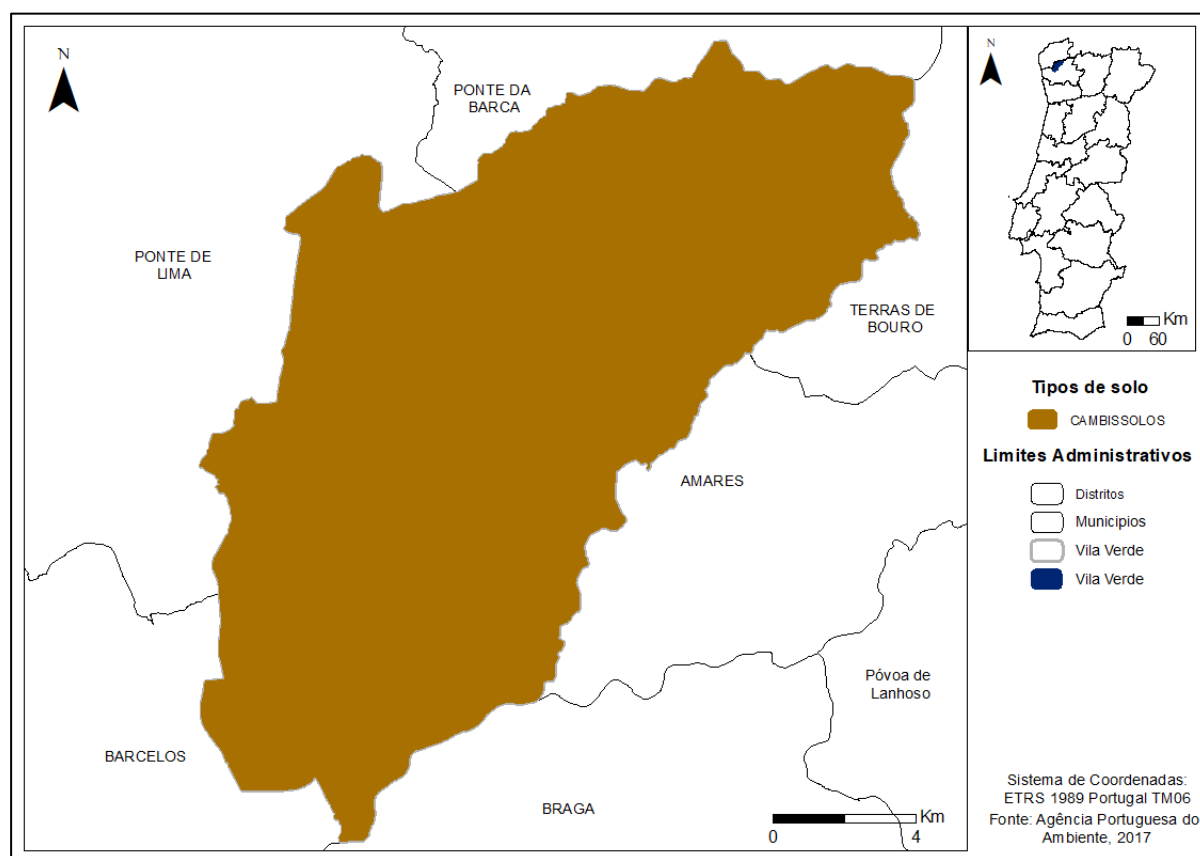 N
PONTE DA
BARCA
PONTE DE
LIMA
TERRAS DE
BOURO
AMARES
Póvoa de
Lanhoso
BARCELOS
BRAGA
Km
0 4
N
Km
0 60
Tipos de solo
CAMBISSOLOS
Limites Administrativos
Distritos
Municipios
Vila Verde
Vila Verde
Sistema de Coordenadas:
ETRS 1989 Portugal TM06
Fonte: Agência Portuguesa do
Ambiente, 2017